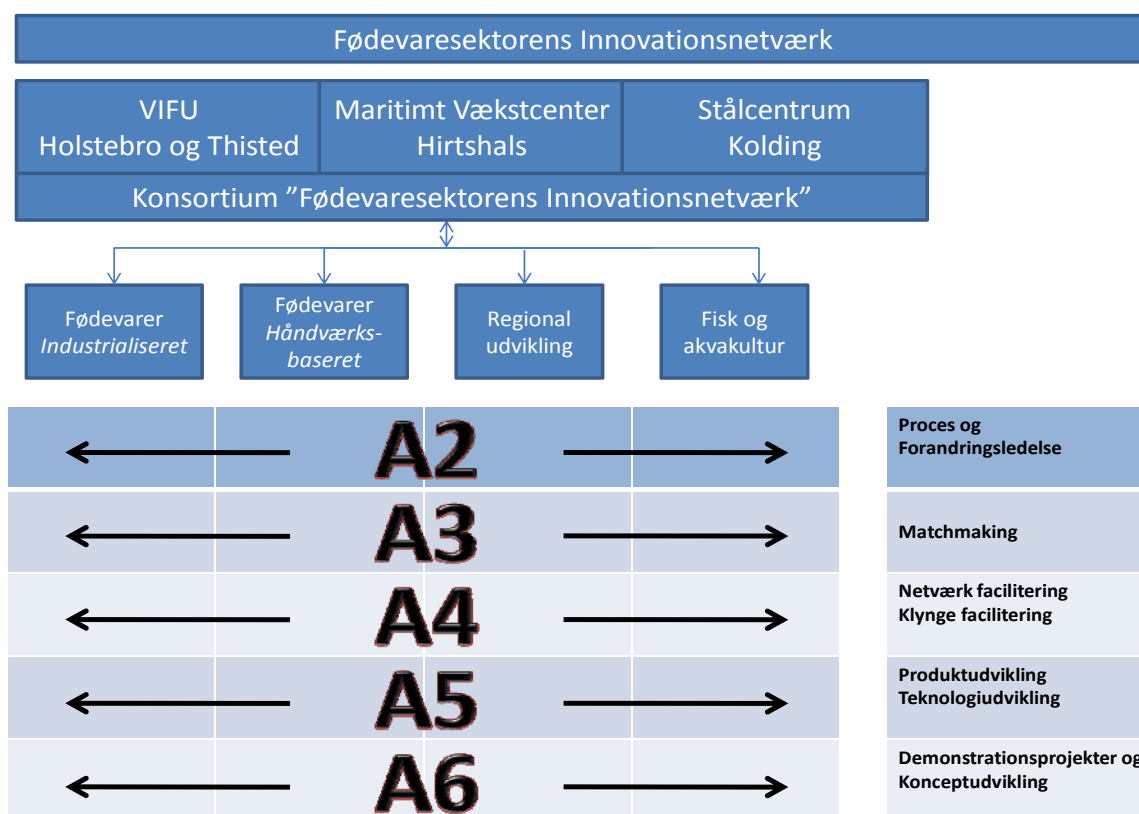 Fødevaresektorens Innovationsnetværk
VIFU
Holstebro og Thisted
Maritimt Vækstcenter
Hirtshals
Stålcentrum
Kolding
Konsortium ”Fødevaresektorens Innovationsnetværk”
Fødevarer
Industrialiseret
Fødevarer
Håndværks-
baseret
Regional
udvikling
Fisk og
akvakultur
A2
Proces og
Forandringsledelse
A3
Matchmaking
A4
Netværk facilitering
Klynge facilitering
A5
Produktudvikling
Teknologiudvikling
A6
Demonstrationsprojekter og
Konceptudvikling